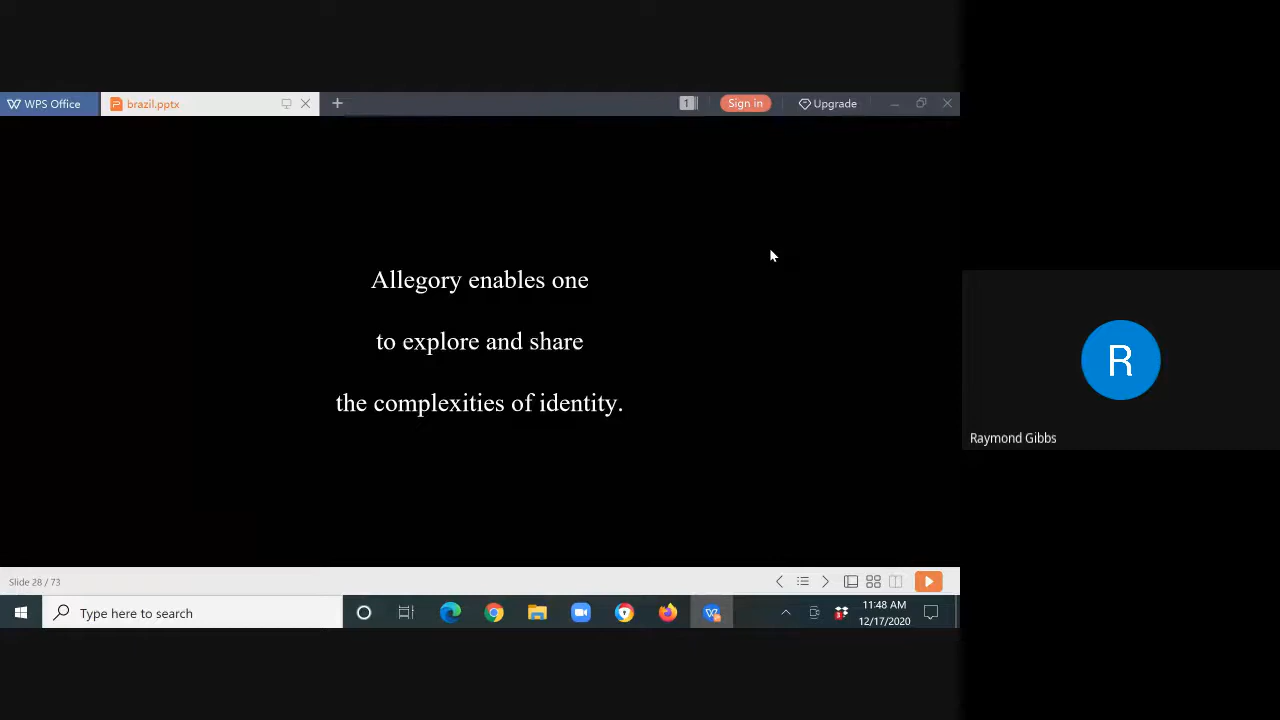 WPS Office
brazil.pptx
1
Sign in
Upgrade
Allegory enables one
to explore and share
the complexities of identity.
R
Raymond Gibbs
Slide 28 / 73
Type here to search
11:48 AM
12/17/2020